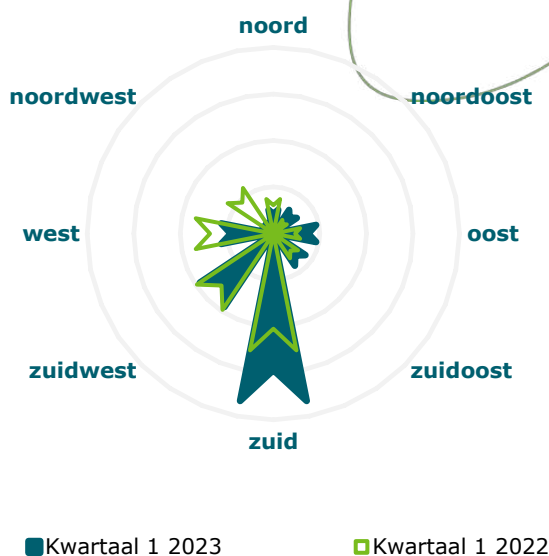 noord
noordwest
noordoost
west
oost
zuidwest
zuidoost
zuid
Kwartaal 1 2023
Kwartaal 1 2022